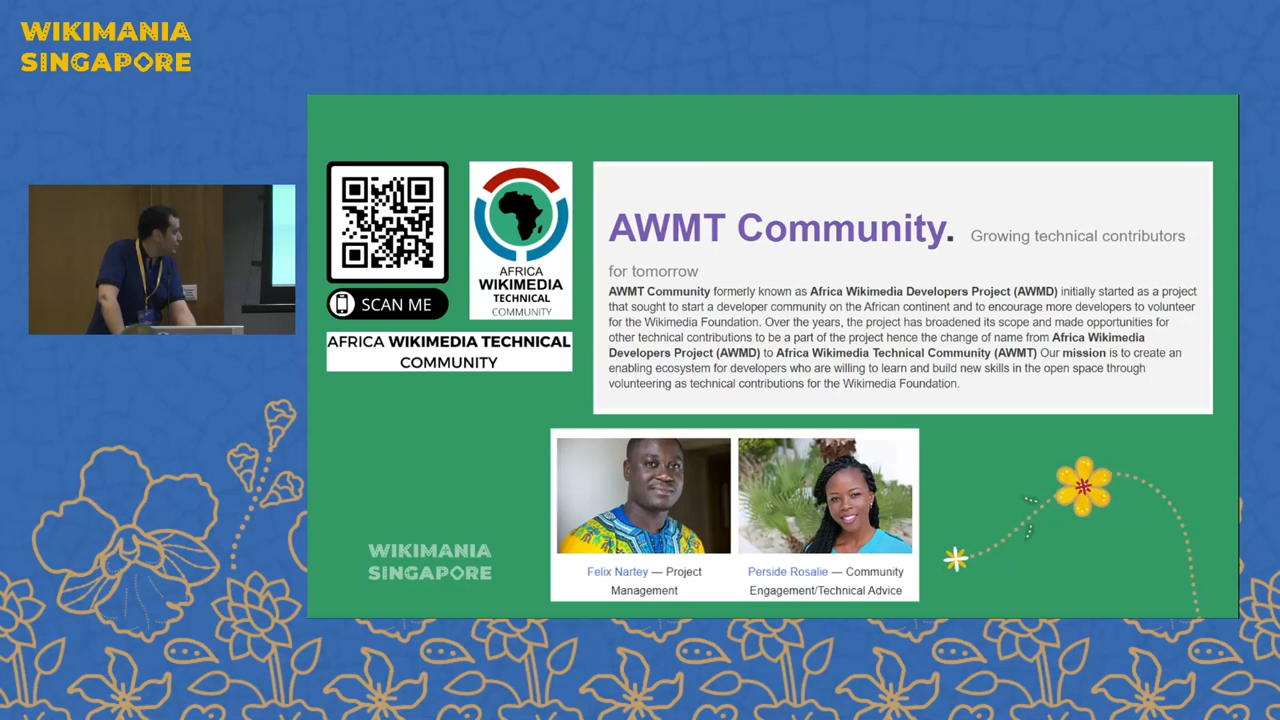 WIKIMANIA
SINGAPORE
SCAN ME
AFRICA
WIKIMEDIA
TECHNICAL
COMMUNITY
AFRICA WIKIMEDIA TECHNICAL
COMMUNITY
AWMT Community. Growing technical contributors
for tomorrow
AWMT Community formerly known as Africa Wikimedia Developers Project (AWMD) initially started as a project
that sought to start a developer community on the African continent and to encourage more developers to volunteer
for the Wikimedia Foundation. Over the years, the project has broadened its scope and made opportunities for
other technical contributions to be a part of the project hence the change of name from Africa Wikimedia
Developers Project (AWMD) to Africa Wikimedia Technical Community (AWMT) Our mission is to create an
enabling ecosystem for developers who are willing to learn and build new skills in the open space through
volunteering as technical contributions for the Wikimedia Foundation.
Felix Nartey — Project
Management
Perside Rosalie — Community
Engagement/Technical Advice
WIKIMANIA
SINGAPORE